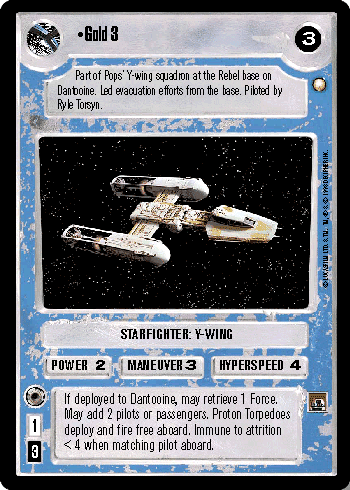 •Gold 3
3
Part of Pops' Y-wing squadron at the Rebel base on
Dantooine. Led evacuation efforts from the base. Piloted by
Ryle Torsyn.
STARFIGHTER: Y-WING
POWER 2
MANEUVER 3
HYPERSPEED 4
If deployed to Dantooine, may retrieve 1 Force.
May add 2 pilots or passengers. Proton Torpedoes
deploy and fire free aboard. Immune to attrition
< 4 when matching pilot aboard.
1
3